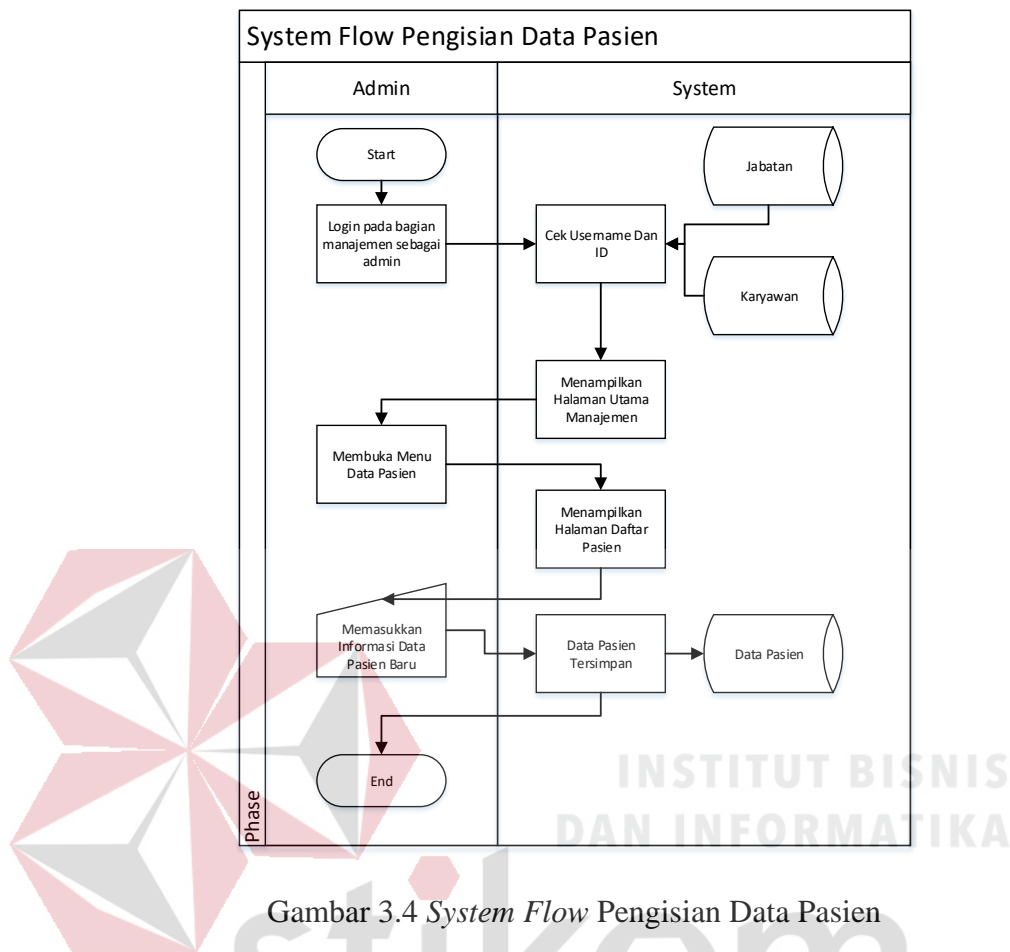 System Flow Pengisian Data Pasien
Admin
System
Phase
Start
Jabatan
Login pada bagian
manajemen sebagai
admin
Cek Username Dan
ID
Karyawan
Menampilkan
Halaman Utama
Manajemen
Membuka Menu
Data Pasien
Menampilkan
Halaman Daftar
Pasien
Memasukkan
Informasi Data
Pasien Baru
Data Pasien
Tersimpan
Data Pasien
End
INSTITUT BISNIS
DAN INFORMATIKA
Gambar 3.4 System Flow Pengisian Data Pasien
stikom